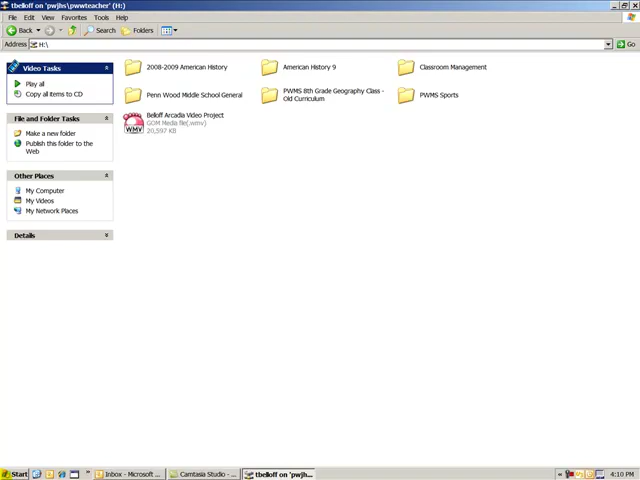 tbelloff on 'pwjhs\pwwteacher' (H:)
File Edit View Favorites Tools Help
Back Search Folders
Address H:\ Go
Video Tasks
Play all
Copy all items to CD
File and Folder Tasks
Make a new folder
Publish this folder to the
Web
Other Places
My Computer
My Videos
My Network Places
Details
2008-2009 American History
American History 9
Classroom Management
Penn Wood Middle School General
PWMS 8th Grade Geography Class -
Old Curriculum
PWMS Sports
Belloff Arcadia Video Project
GOM Media file(.wmv)
20,597 KB
WMV
Start Inbox - Microsoft ... Camtasia Studio - ... tbelloff on 'pwjh... 4:10 PM